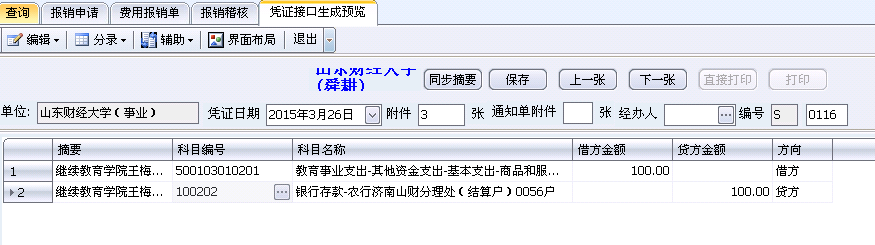 查询 报销申请 费用报销单 报销稽核 凭证接口生成预览
编辑 分录 辅助 界面布局 退出
山东财经大学
（舜耕） 同步摘要 保存 上一张 下一张 直接打印 打印
单位: 山东财经大学（事业） 凭证日期 2015年3月26日 附件 3 张 通知单附件 张 经办人 编号 S 0116
摘要 科目编号 科目名称 借方金额 贷方金额 方向
1 继续教育学院王梅... 500103010201 教育事业支出-其他资金支出-基本支出-商品和服... 100.00 借方
2 继续教育学院王梅... 100202 银行存款-农行济南山财分理处（结算户）0056户 100.00 贷方